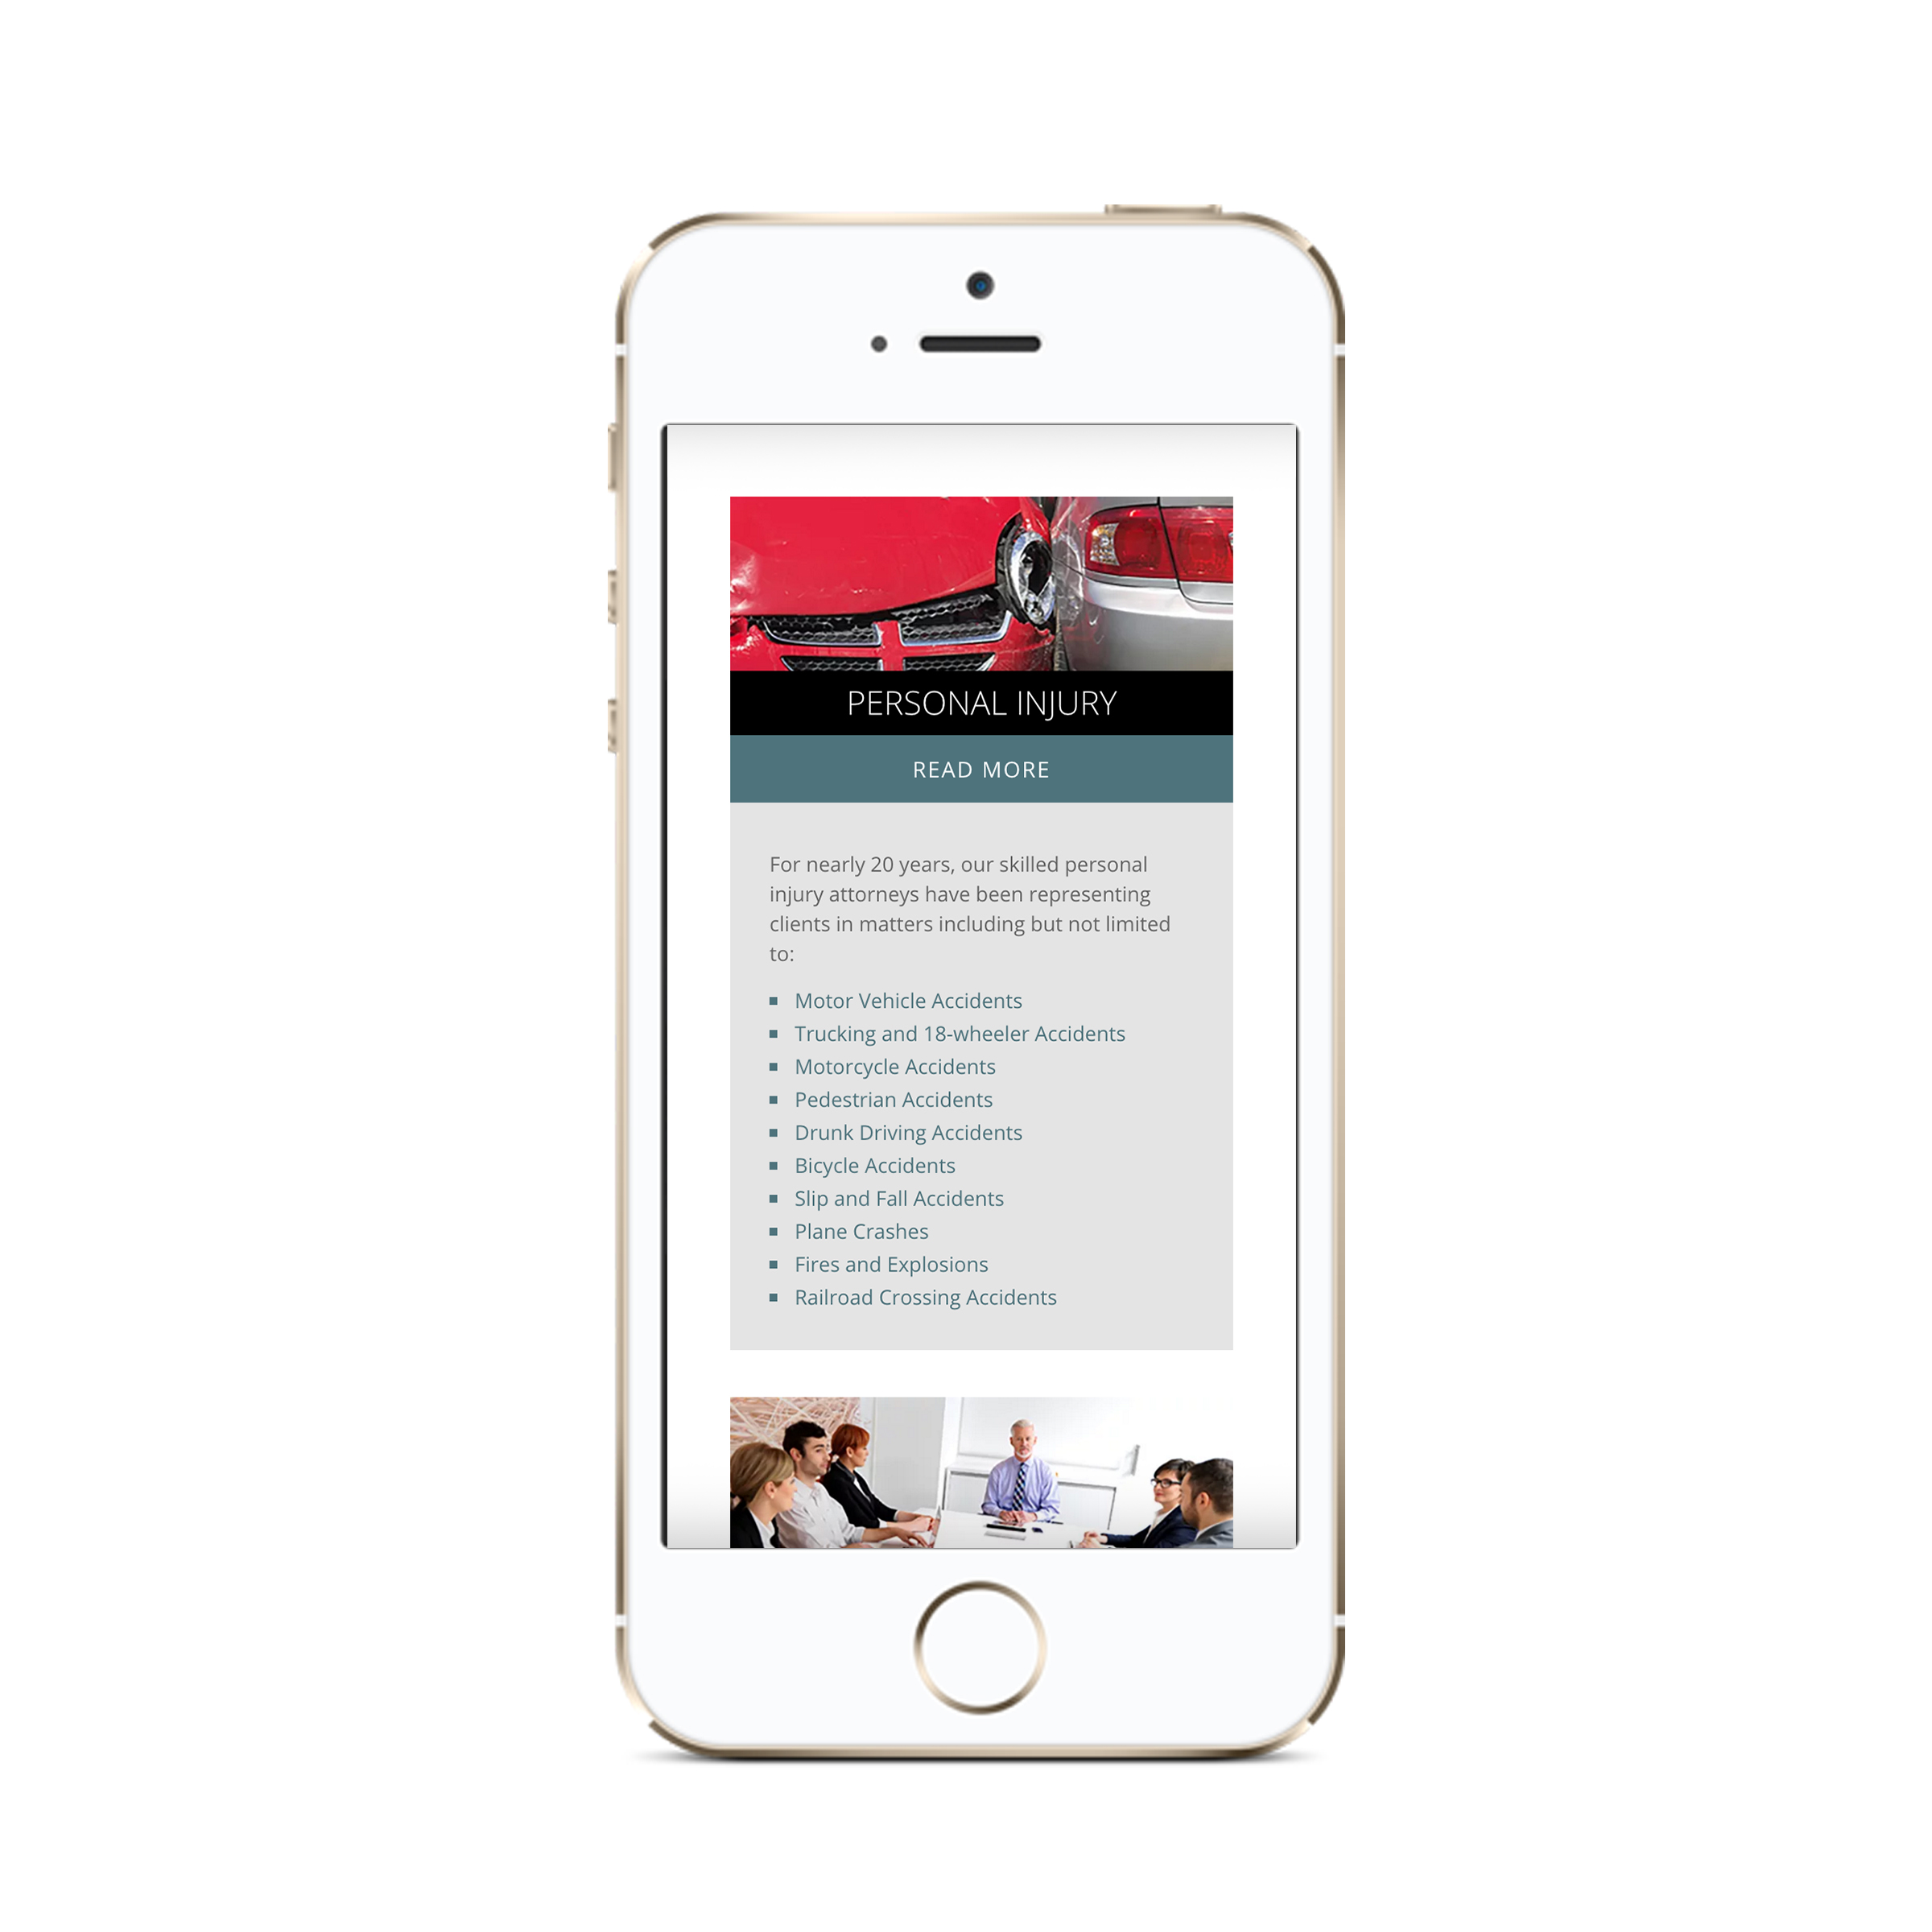 PERSONAL INJURY
READ MORE
For nearly 20 years, our skilled personal
injury attorneys have been representing
clients in matters including but not limited
to:
Motor Vehicle Accidents
Trucking and 18-wheeler Accidents
Motorcycle Accidents
Pedestrian Accidents
Drunk Driving Accidents
Bicycle Accidents
Slip and Fall Accidents
Plane Crashes
Fires and Explosions
Railroad Crossing Accidents